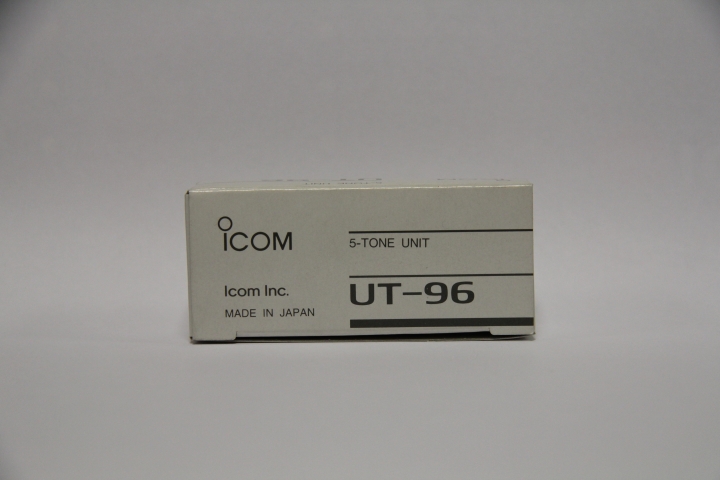 ICOM
Icom Inc.
MADE IN JAPAN
5-TONE UNIT
UT-96